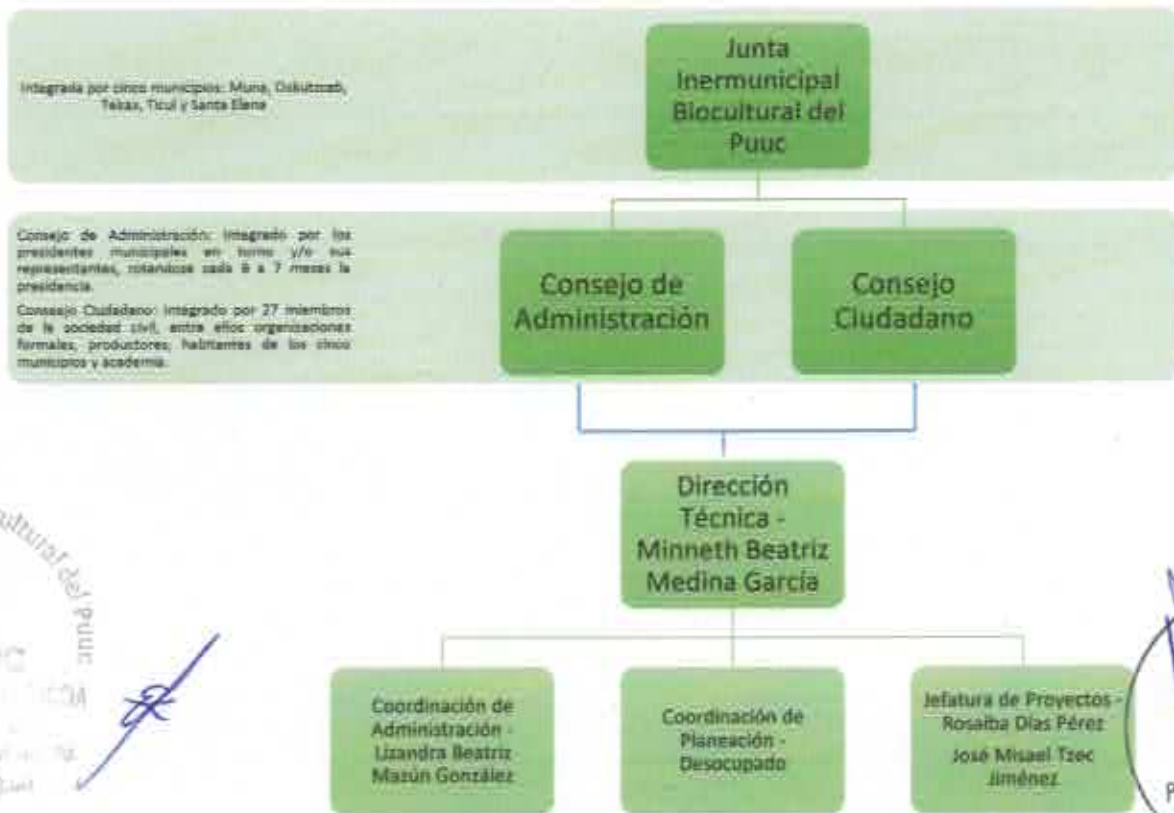 Integrada por cinco municipios: Muna, Oxkutzcab,
Tekax, Ticul y Santa Elena
Junta
Inermunicipal
Biocultural del
Puuc
Consejo de Administración: Integrado por los
presidentes municipales en turno y/o sus
representantes, rotándose cada 6 a 7 meses la
presidencia.
Consejo Ciudadano: Integrado por 27 miembros
de la sociedad civil, entre ellos organizaciones
formales, productores, habitantes de los cinco
municipios y academia.
Consejo de
Administración
Consejo
Ciudadano
Dirección
Técnica -
Minneth Beatriz
Medina García
Coordinación de
Administración -
Lizandra Beatriz
Mazún González
Coordinación de
Planeación -
Desocupado
Jefatura de Proyectos -
Rosalba Días Pérez
José Misael Tzec
Jiménez
cultural del Puuc
P